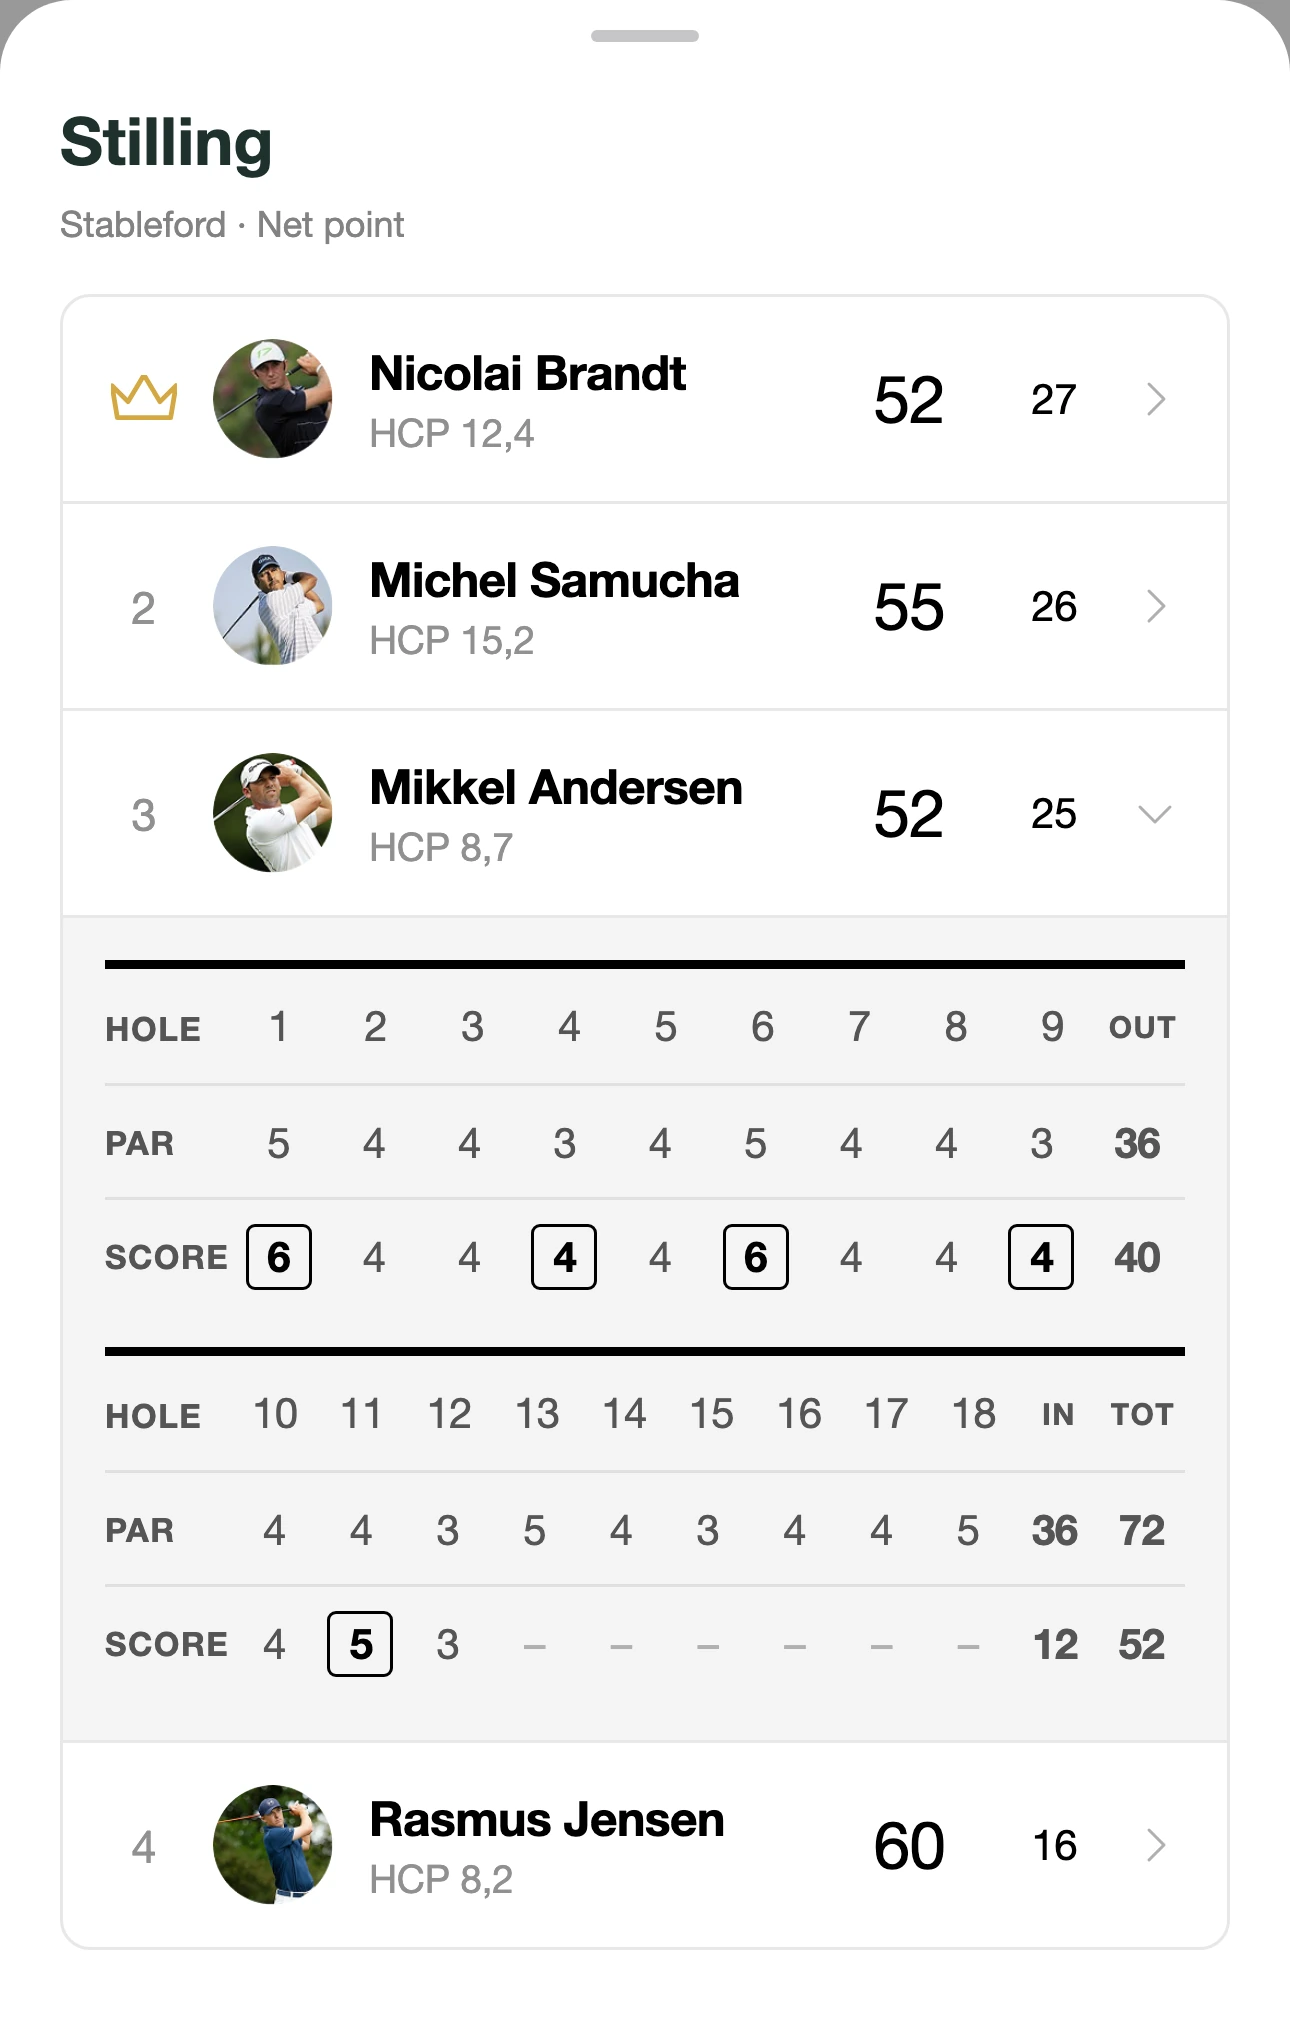 Stilling
Stableford · Net point
Nicolai Brandt
HCP 12,4
52 27
2
Michel Samucha
HCP 15,2
55 26
3
Mikkel Andersen
HCP 8,7
52 25
HOLE 1 2 3 4 5 6 7 8 9 OUT
PAR 5 4 4 3 4 5 4 4 3 36
SCORE 6 4 4 4 4 6 4 4 4 40
HOLE 10 11 12 13 14 15 16 17 18 IN TOT
PAR 4 4 3 5 4 3 4 4 5 36 72
SCORE 4 5 3 – – – – – – 12 52
4
Rasmus Jensen
HCP 8,2
60 16